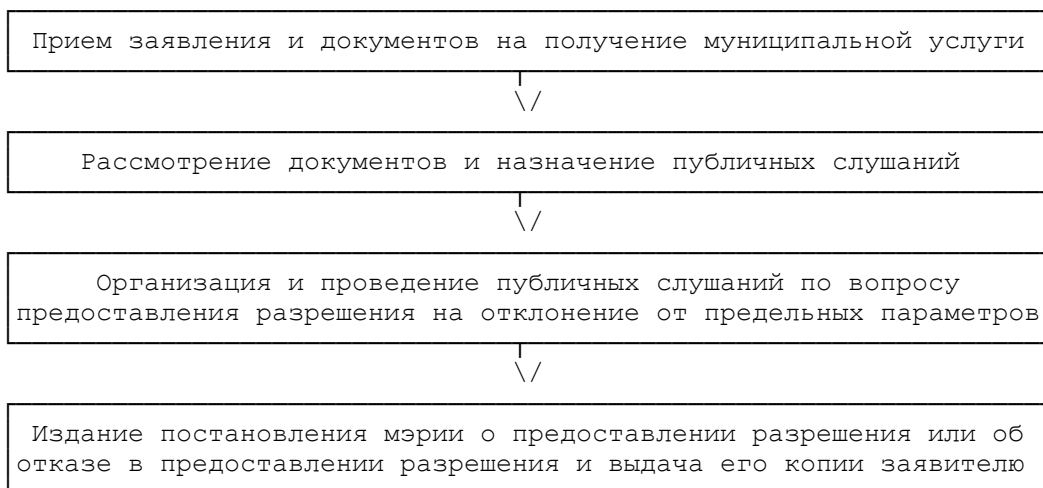 Прием заявления и документов на получение муниципальной услуги
\/
Рассмотрение документов и назначение публичных слушаний
\/
Организация и проведение публичных слушаний по вопросу
предоставления разрешения на отклонение от предельных параметров
\/
Издание постановления мэрии о предоставлении разрешения или об
отказе в предоставлении разрешения и выдача его копии заявителю